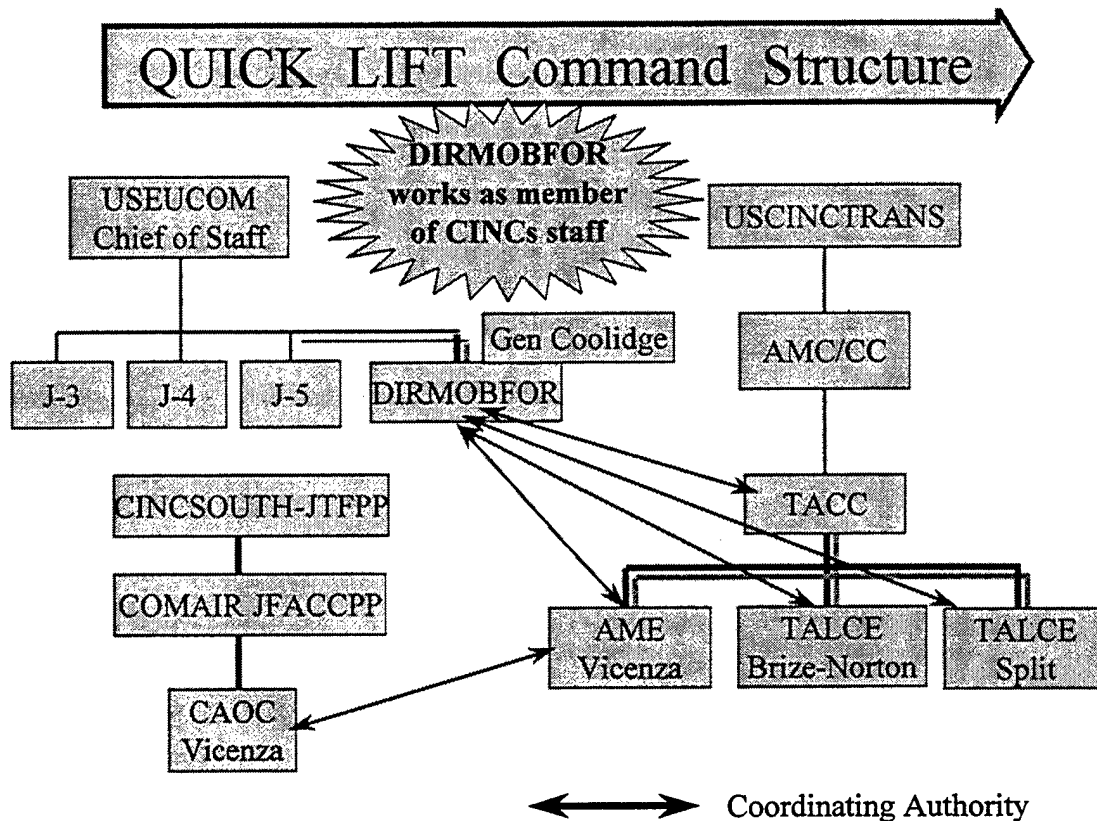 QUICK LIFT Command Structure
DIRMOBFOR
works as member
of CINCs staff
USEUCOM
Chief of Staff
USCINCTRANS
Gen Coolidge
AMC/CC
J-3
J-4
J-5
DIRMOBFOR
CINCSOUTH-JTFPP
TACC
COMAIR JFACCPP
AME
Vicenza
TALCE
Brize-Norton
TALCE
Split
CAOC
Vicenza
Coordinating Authority